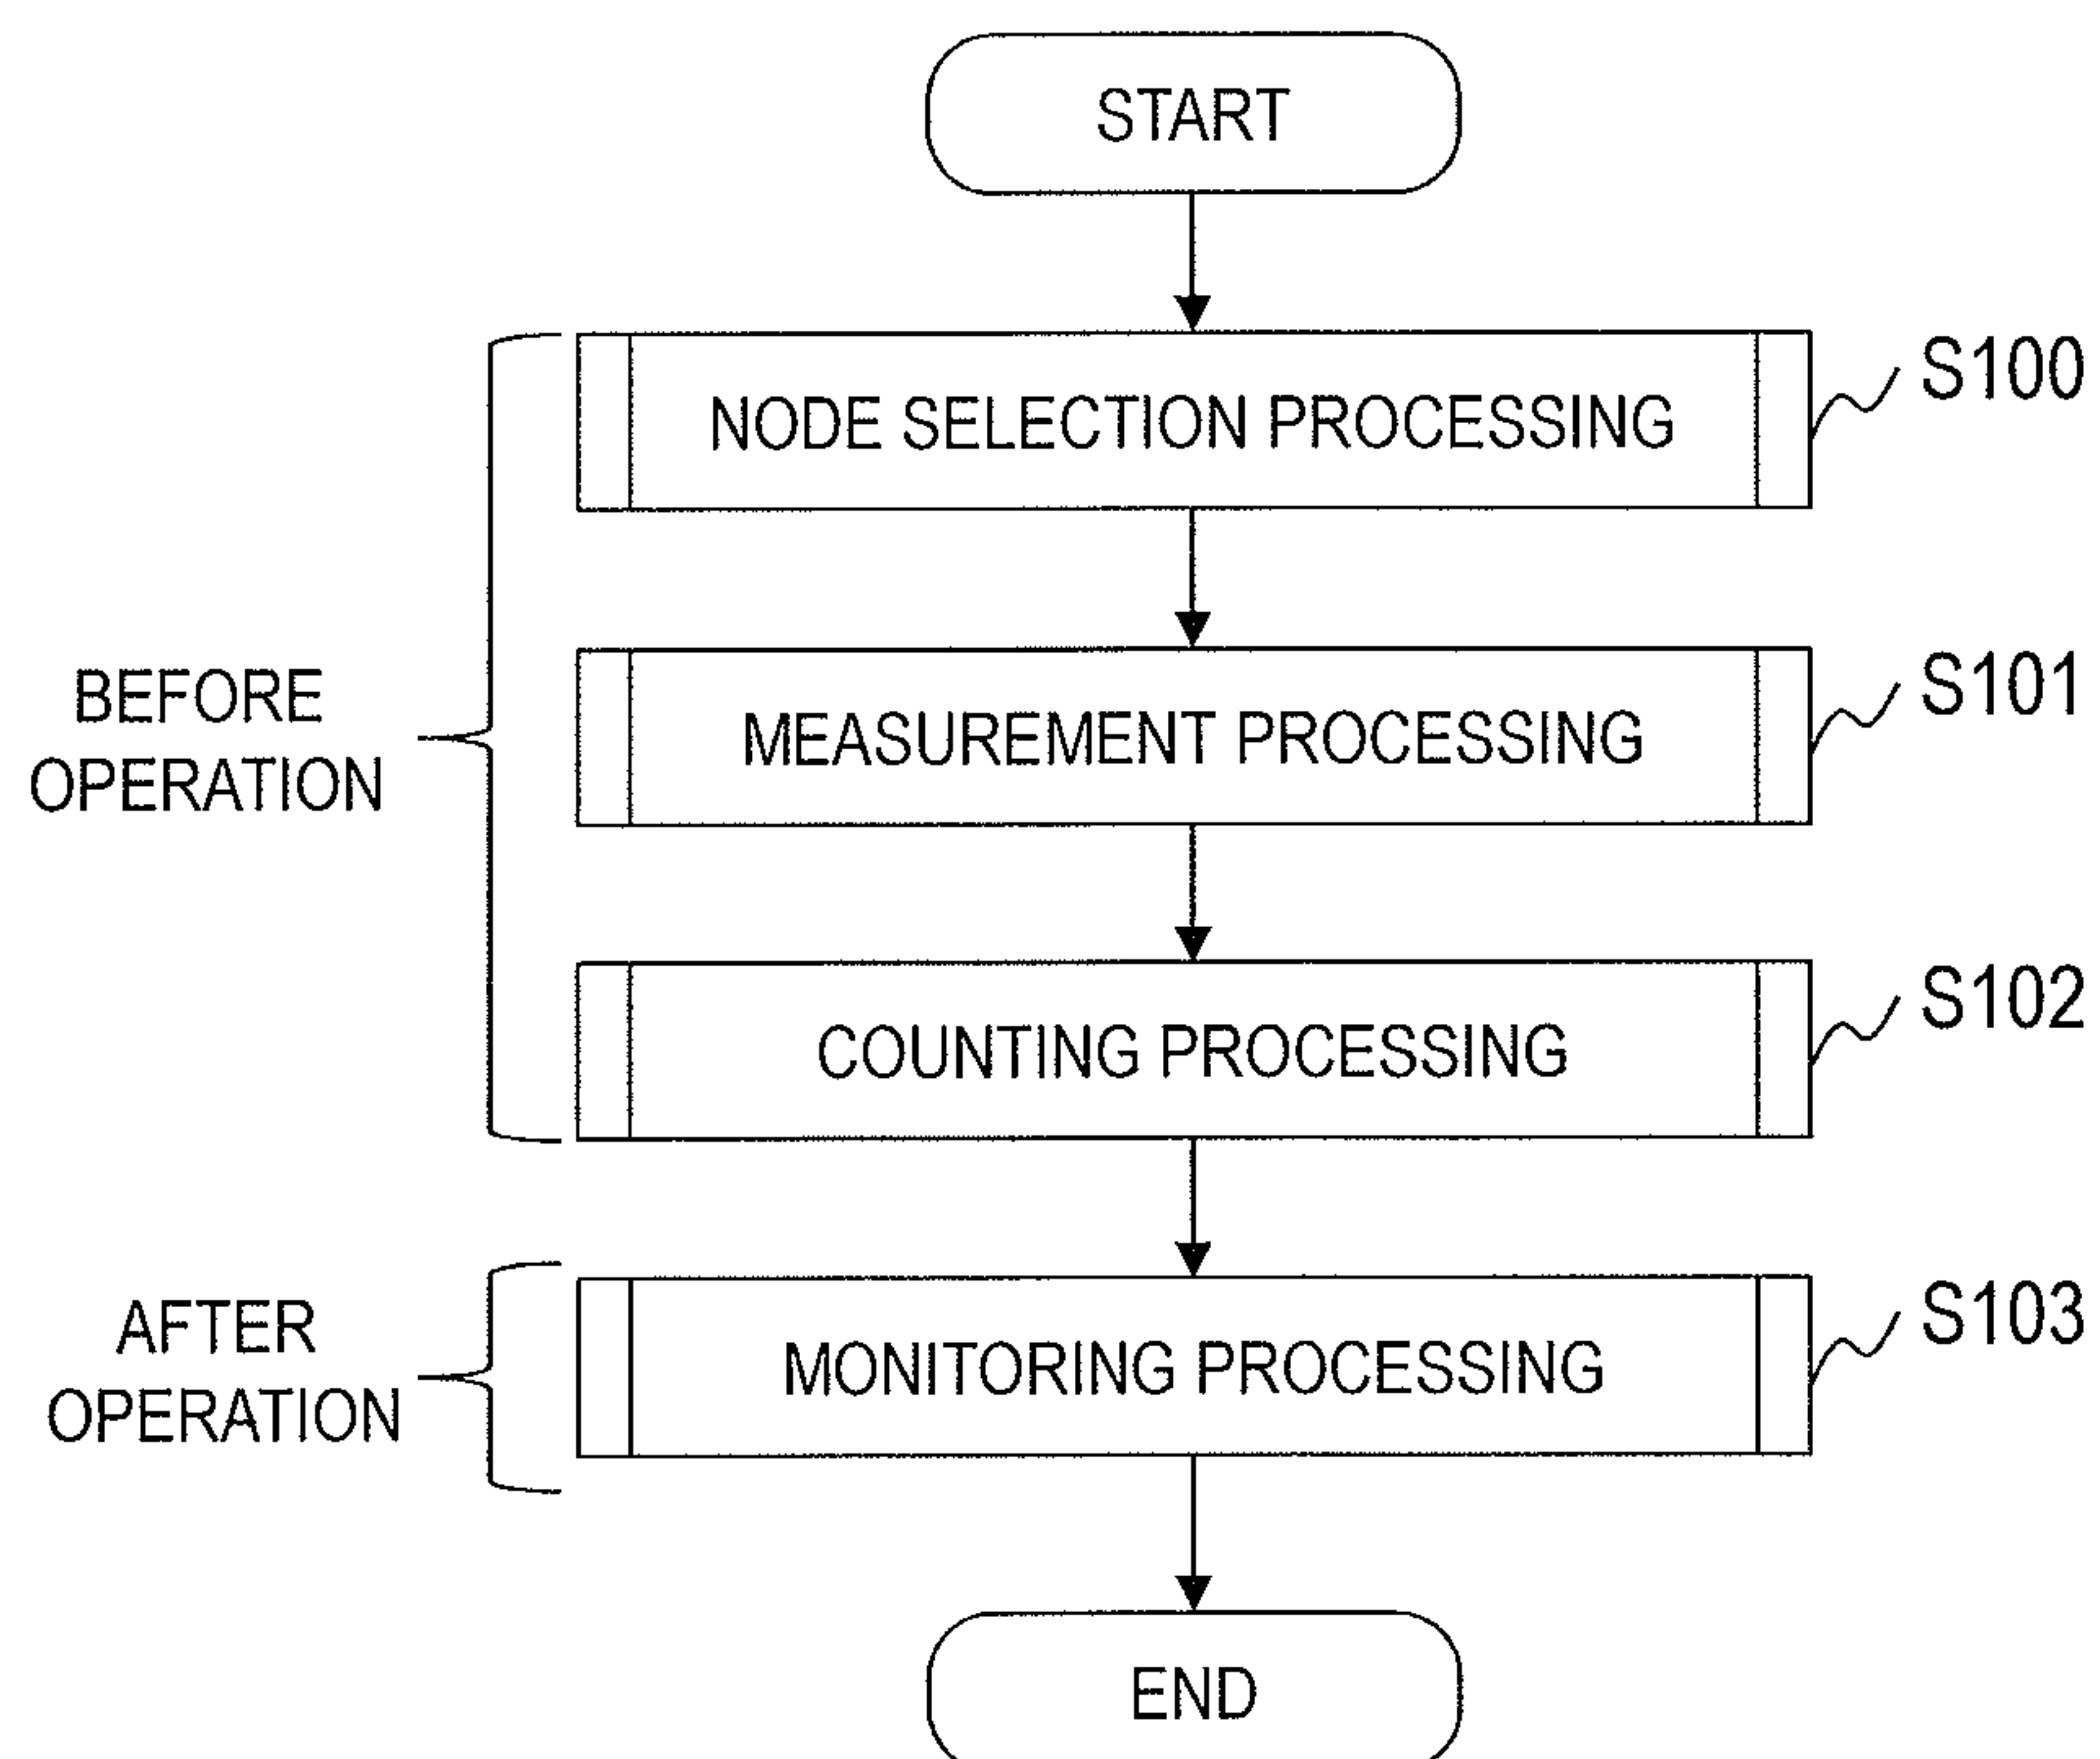 START
NODE SELECTION PROCESSING
S100
BEFORE
OPERATION
MEASUREMENT PROCESSING
S101
COUNTING PROCESSING
S102
AFTER
OPERATION
MONITORING PROCESSING
S103
END